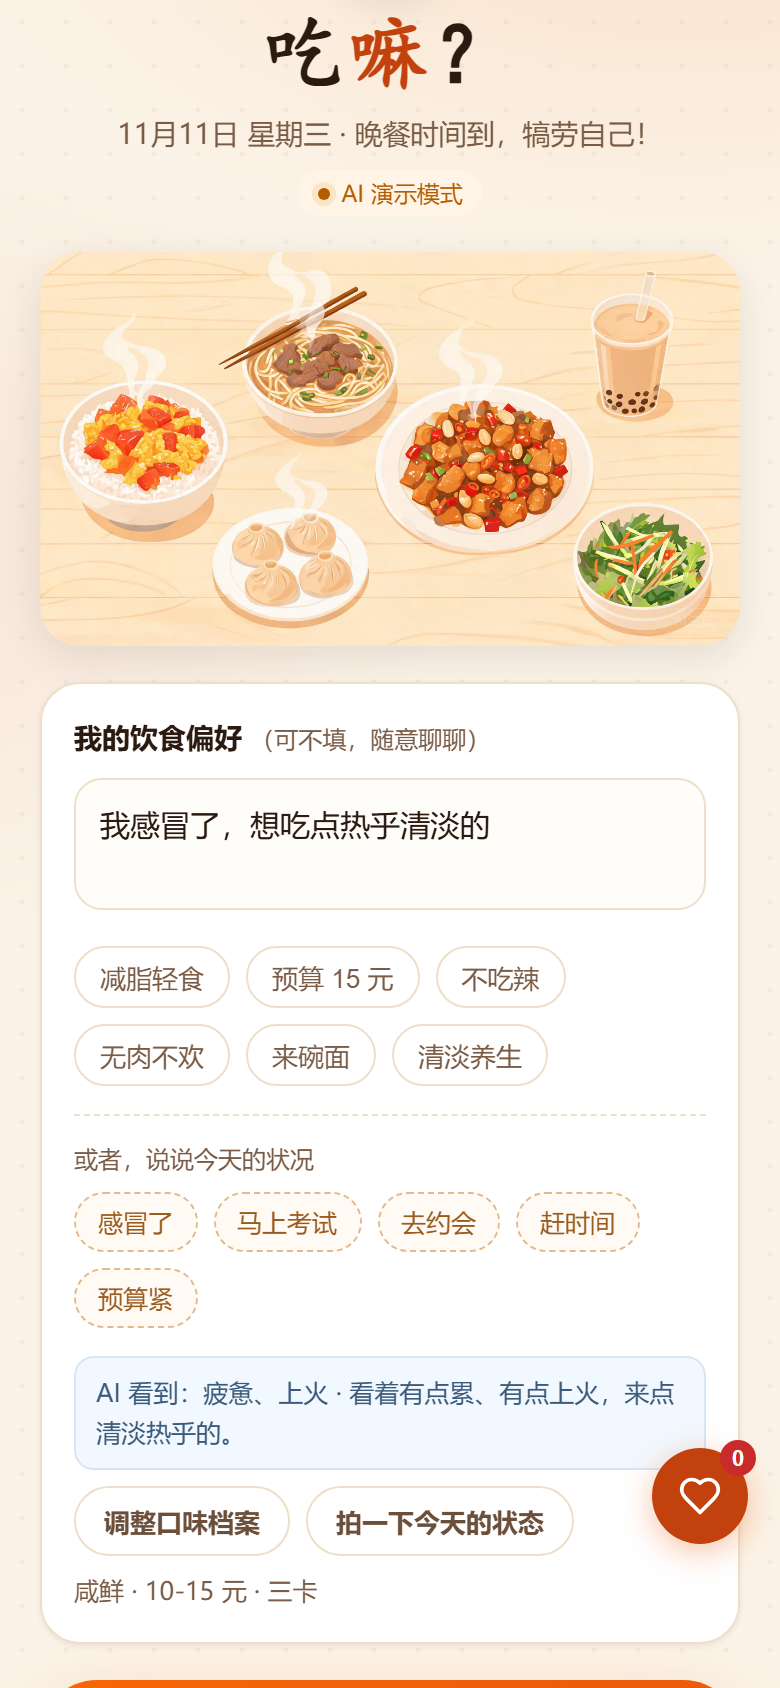 吃嘛?
11月11日 星期三 · 晚餐时间到，犒劳自己！
AI 演示模式
我的饮食偏好 （可不填，随意聊聊）
我感冒了，想吃点热乎清淡的
减脂轻食 预算 15 元 不吃辣
无肉不欢 来碗面 清淡养生
或者，说说今天的状况
感冒了 马上考试 去约会 赶时间
预算紧
AI 看到：疲惫、上火 · 看着有点累、有点上火，来点
清淡热乎的。
0
调整口味档案 拍一下今天的状态
咸鲜 · 10-15 元 · 三卡